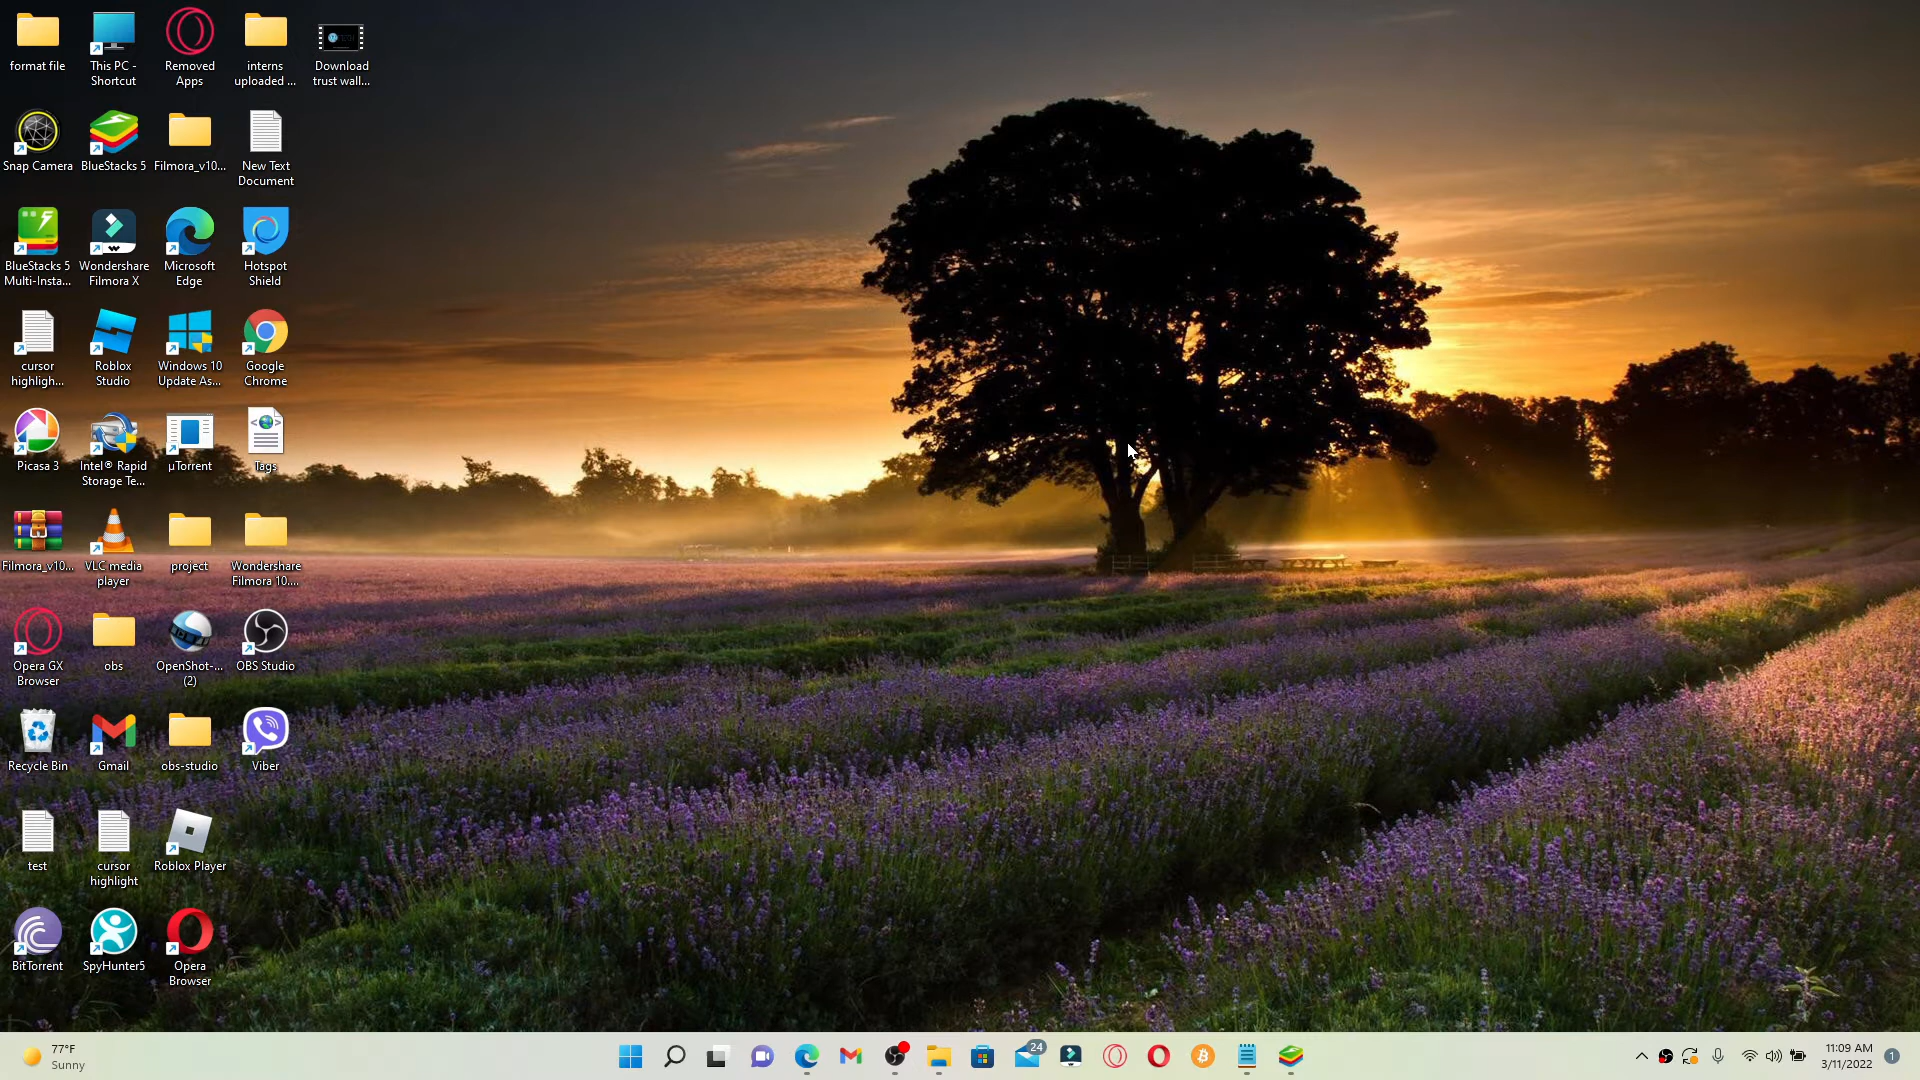 format file
This PC -
Shortcut
Removed
Apps
interns
uploaded ...
Download
trust wall...
Snap Camera
BlueStacks 5
Filmora_v10...
New Text
Document
BlueStacks 5
Multi-Insta...
Wondershare
Filmora X
Microsoft
Edge
Hotspot
Shield
cursor
highligh...
Roblox
Studio
Windows 10
Update As...
Google
Chrome
Picasa 3
Intel® Rapid
Storage Te...
µTorrent
Tags
Filmora_v10...
VLC media
player
project
Wondershare
Filmora 10....
Opera GX
Browser
obs
OpenShot-...
(2)
OBS Studio
Recycle Bin
Gmail
obs-studio
Viber
test
cursor
highlight
Roblox Player
BitTorrent
SpyHunter5
Opera
Browser
77°F
Sunny
24
11:09 AM
3/11/2022
1